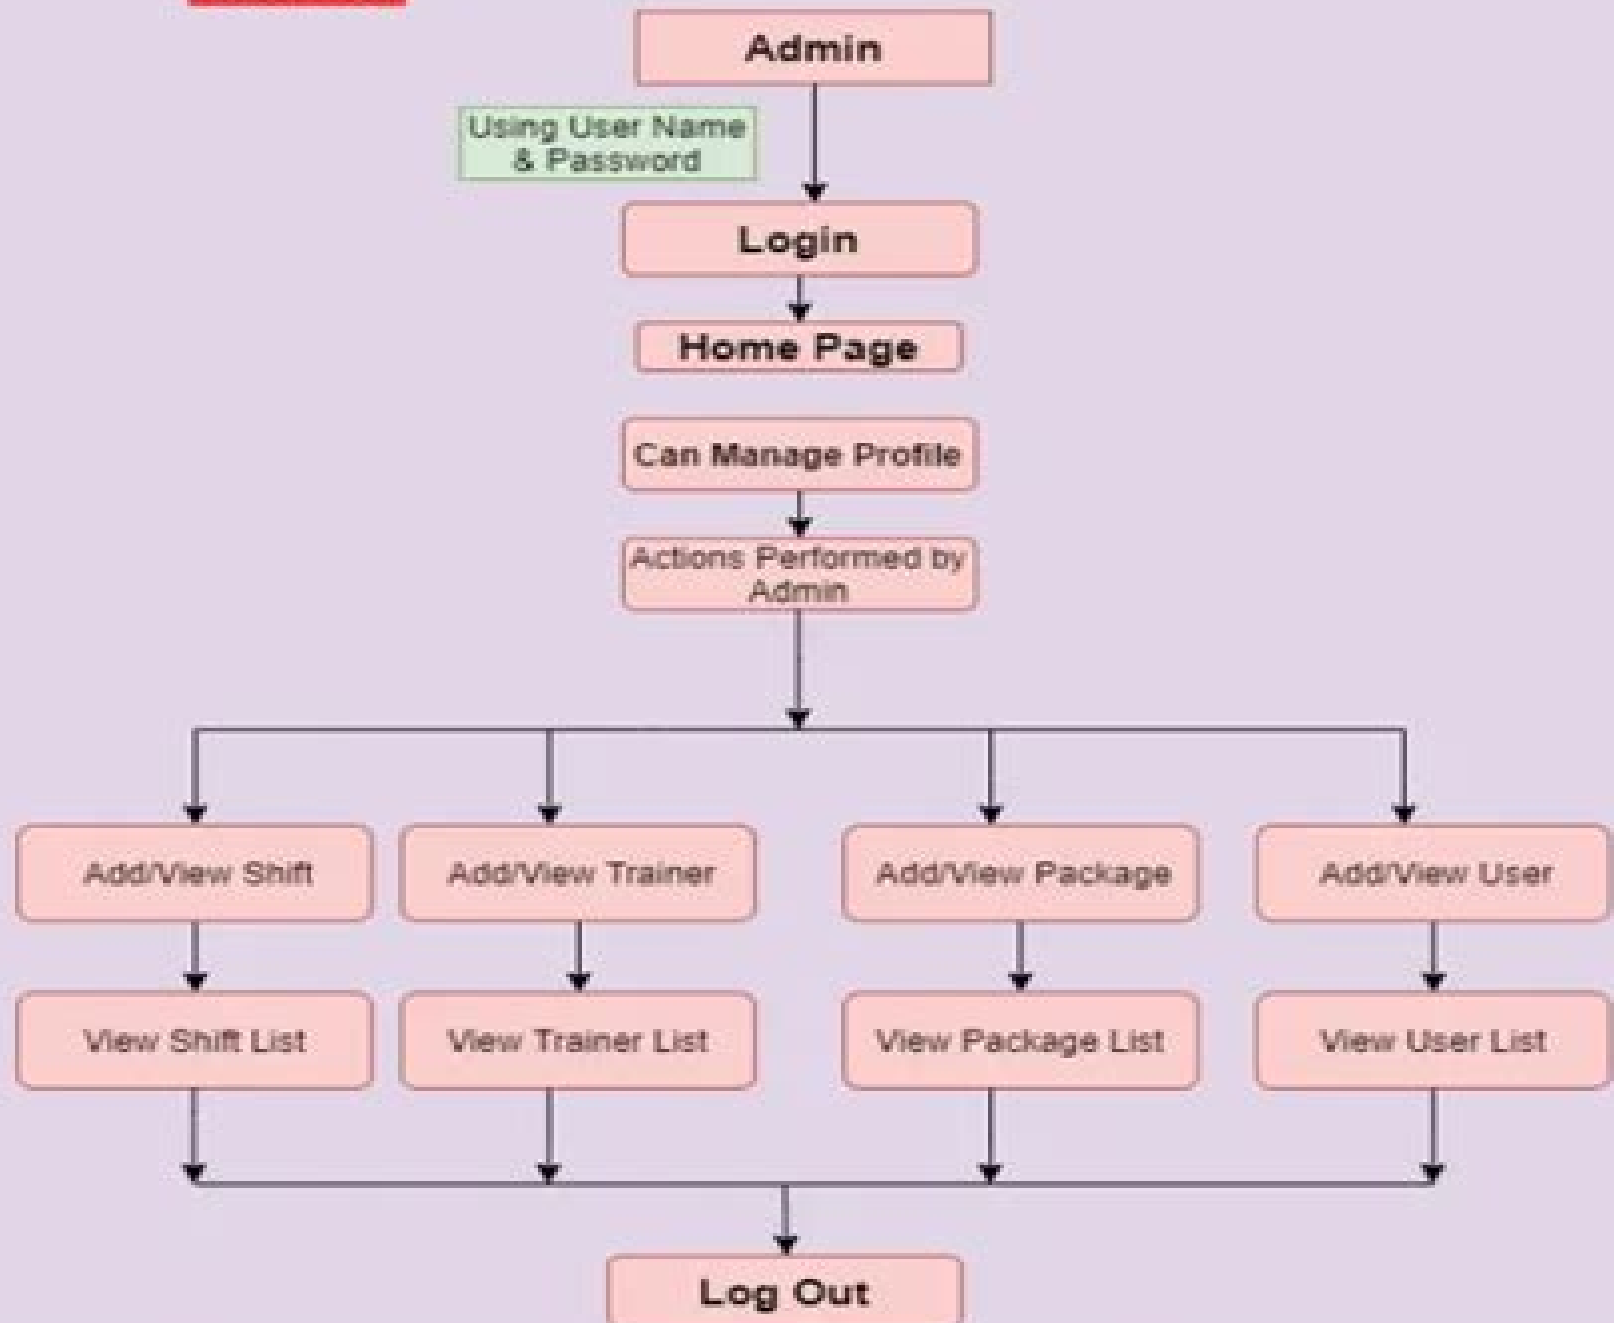 Admin
Using User Name
& Password
Login
Home Page
Can Manage Profile
Actions Performed by
Admin
Add/View Shift
Add/View Trainer
Add/View Package
Add/View User
View Shift List
View Trainer List
View Package List
View User List
Log Out